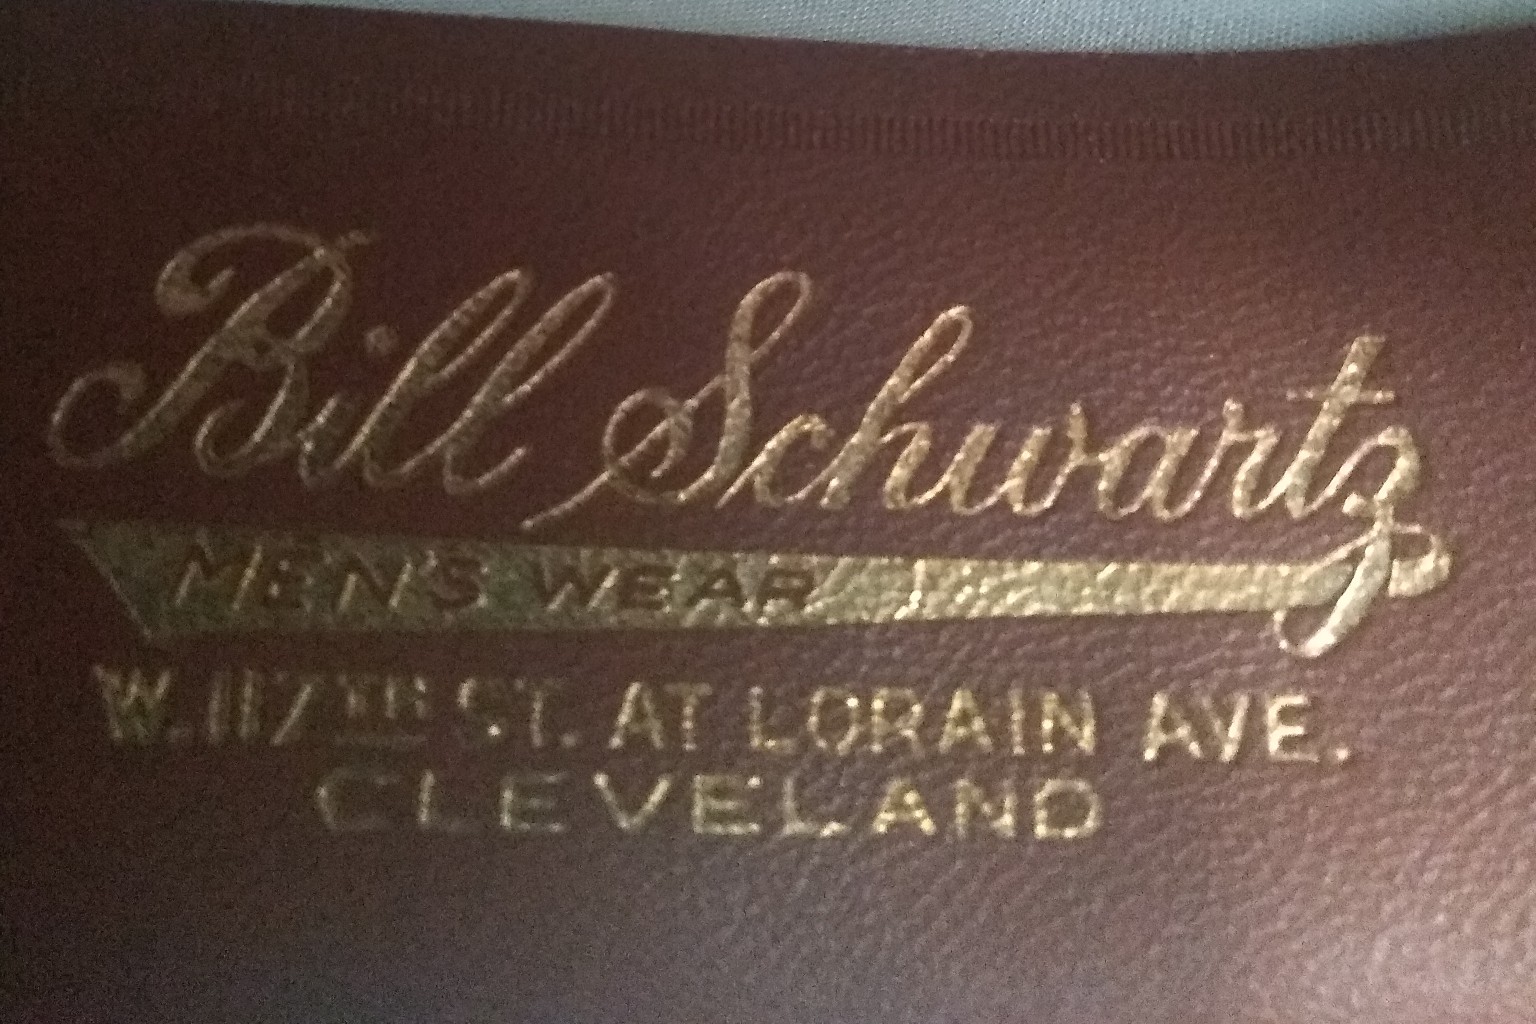 Bill Schwartz
MEN'S WEAR
W. 117TH ST. AT LORAIN AVE.
CLEVELAND